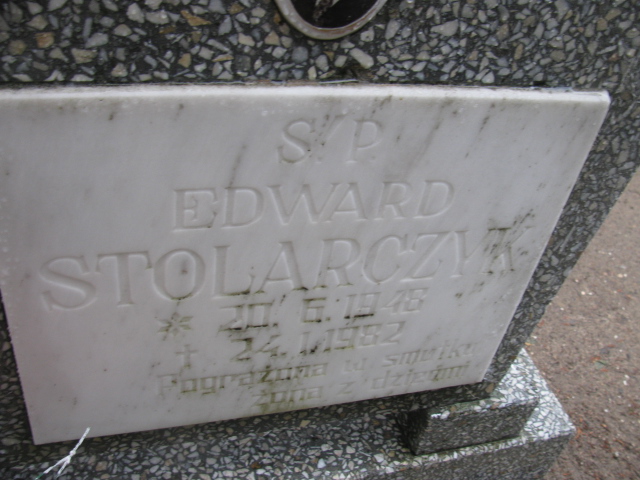 Ś.P.
EDWARD
STOLARCZYK
* 20.6.1948
+ 24.1.1982
Pogrążona w smutku
żona z dziećmi